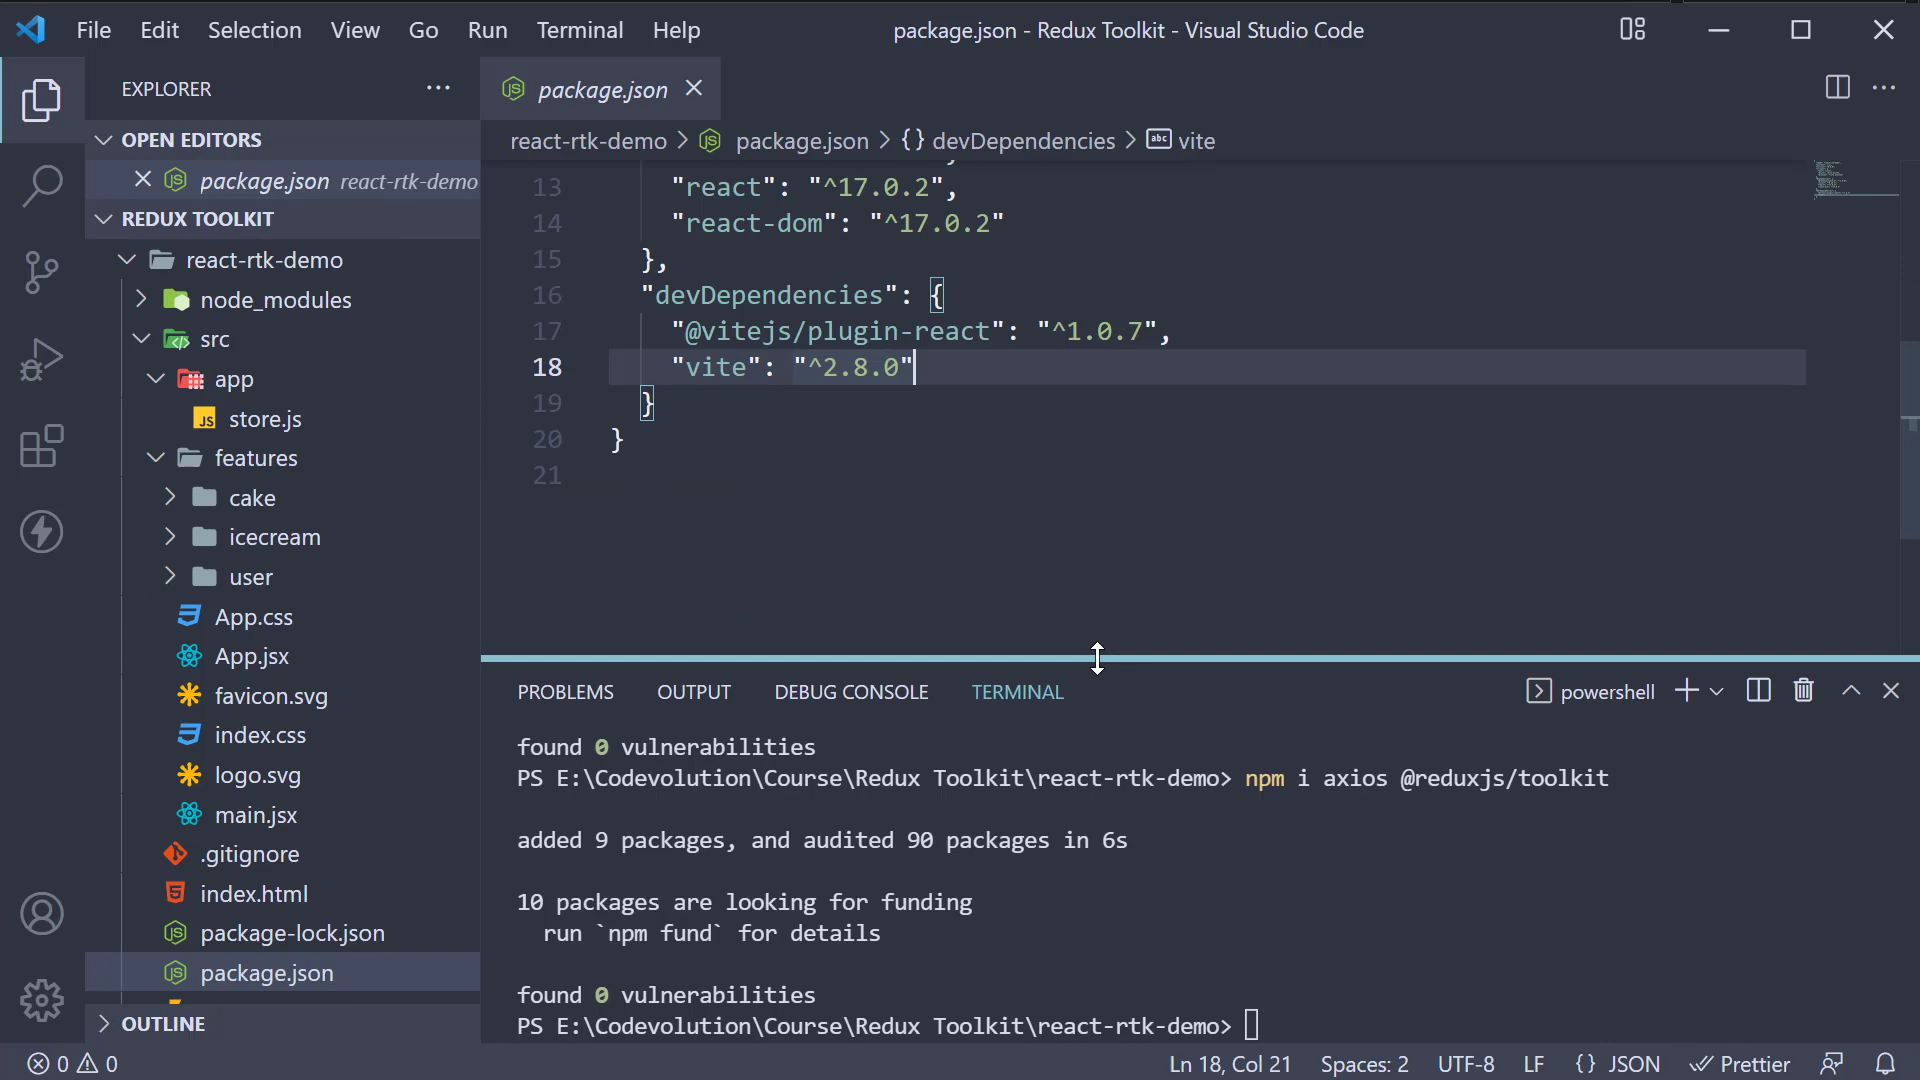 File Edit Selection View Go Run Terminal Help
package.json - Redux Toolkit - Visual Studio Code
EXPLORER
package.json
OPEN EDITORS
package.json react-rtk-demo
REDUX TOOLKIT
react-rtk-demo
node_modules
src
app
store.js
features
cake
icecream
user
App.css
App.jsx
favicon.svg
index.css
logo.svg
main.jsx
.gitignore
index.html
package-lock.json
package.json
OUTLINE
react-rtk-demo > package.json > {} devDependencies > abc vite
13 "react": "^17.0.2",
14 "react-dom": "^17.0.2"
15 },
16 "devDependencies": {
17 "@vitejs/plugin-react": "^1.0.7",
18 "vite": "^2.8.0"
19 }
20 }
21
PROBLEMS OUTPUT DEBUG CONSOLE TERMINAL
powershell
found 0 vulnerabilities
PS E:\Codevolution\Course\Redux Toolkit\react-rtk-demo> npm i axios @reduxjs/toolkit
added 9 packages, and audited 90 packages in 6s
10 packages are looking for funding
run `npm fund` for details
found 0 vulnerabilities
PS E:\Codevolution\Course\Redux Toolkit\react-rtk-demo>
0 0
Ln 18, Col 21 Spaces: 2 UTF-8 LF {} JSON Prettier